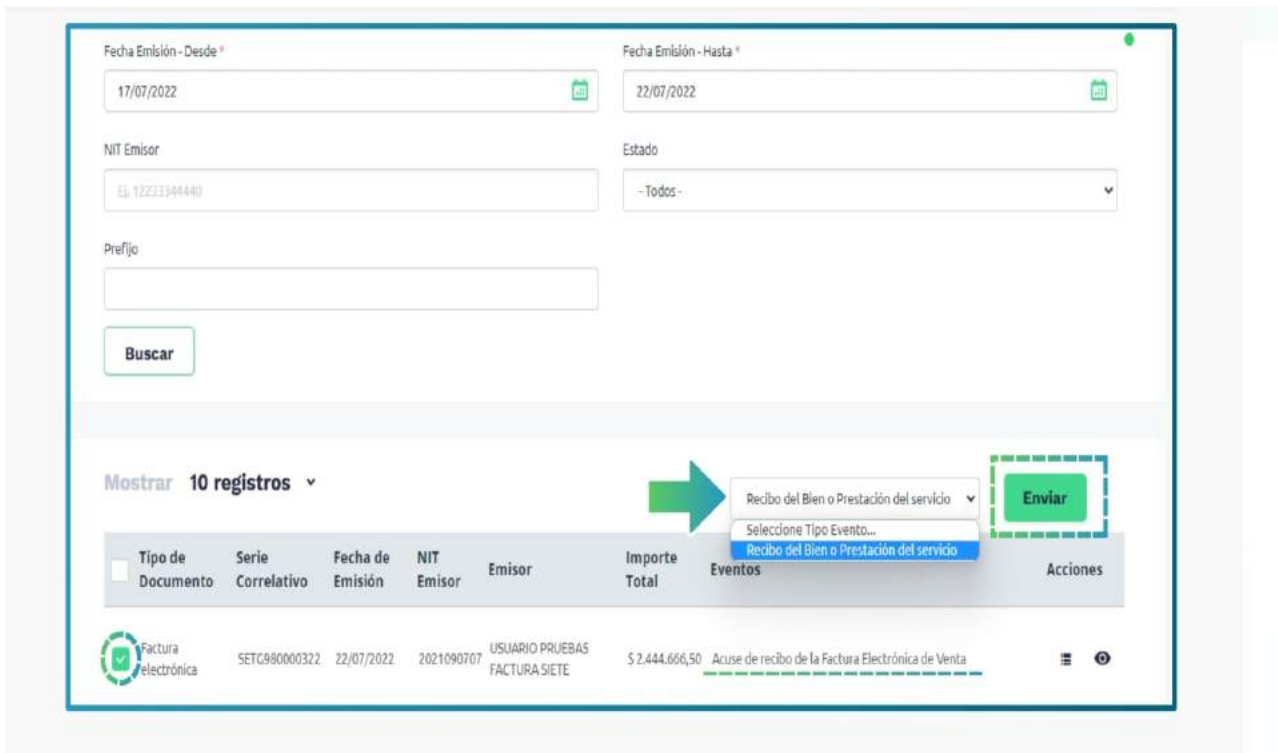 Fecha Emisión - Desde *
Fecha Emisión - Hasta *
17/07/2022
22/07/2022
NIT Emisor
Estado
Ej, 12233344440
- Todos -
Prefijo
Buscar
Mostrar 10 registros
Recibo del Bien o Prestación del servicio
Enviar
Seleccione Tipo Evento...
Recibo del Bien o Prestación del servicio
Tipo de Documento
Serie Correlativo
Fecha de Emisión
NIT Emisor
Emisor
Importe Total
Eventos
Acciones
Factura electrónica
SETG980000322
22/07/2022
2021090707
USUARIO PRUEBAS FACTURA SIETE
$ 2.444.666,50
Acuse de recibo de la Factura Electrónica de Venta